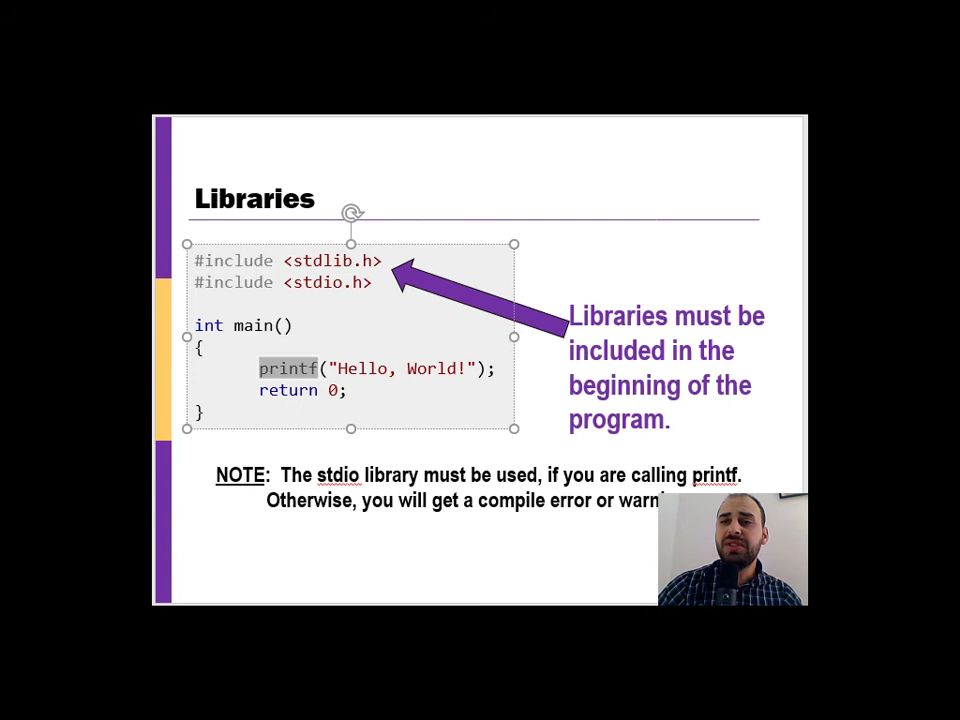 Libraries
#include <stdlib.h>
#include <stdio.h>
int main()
{
printf("Hello, World!");
return 0;
}
Libraries must be
included in the
beginning of the
program.
NOTE: The stdio library must be used, if you are calling printf.
Otherwise, you will get a compile error or